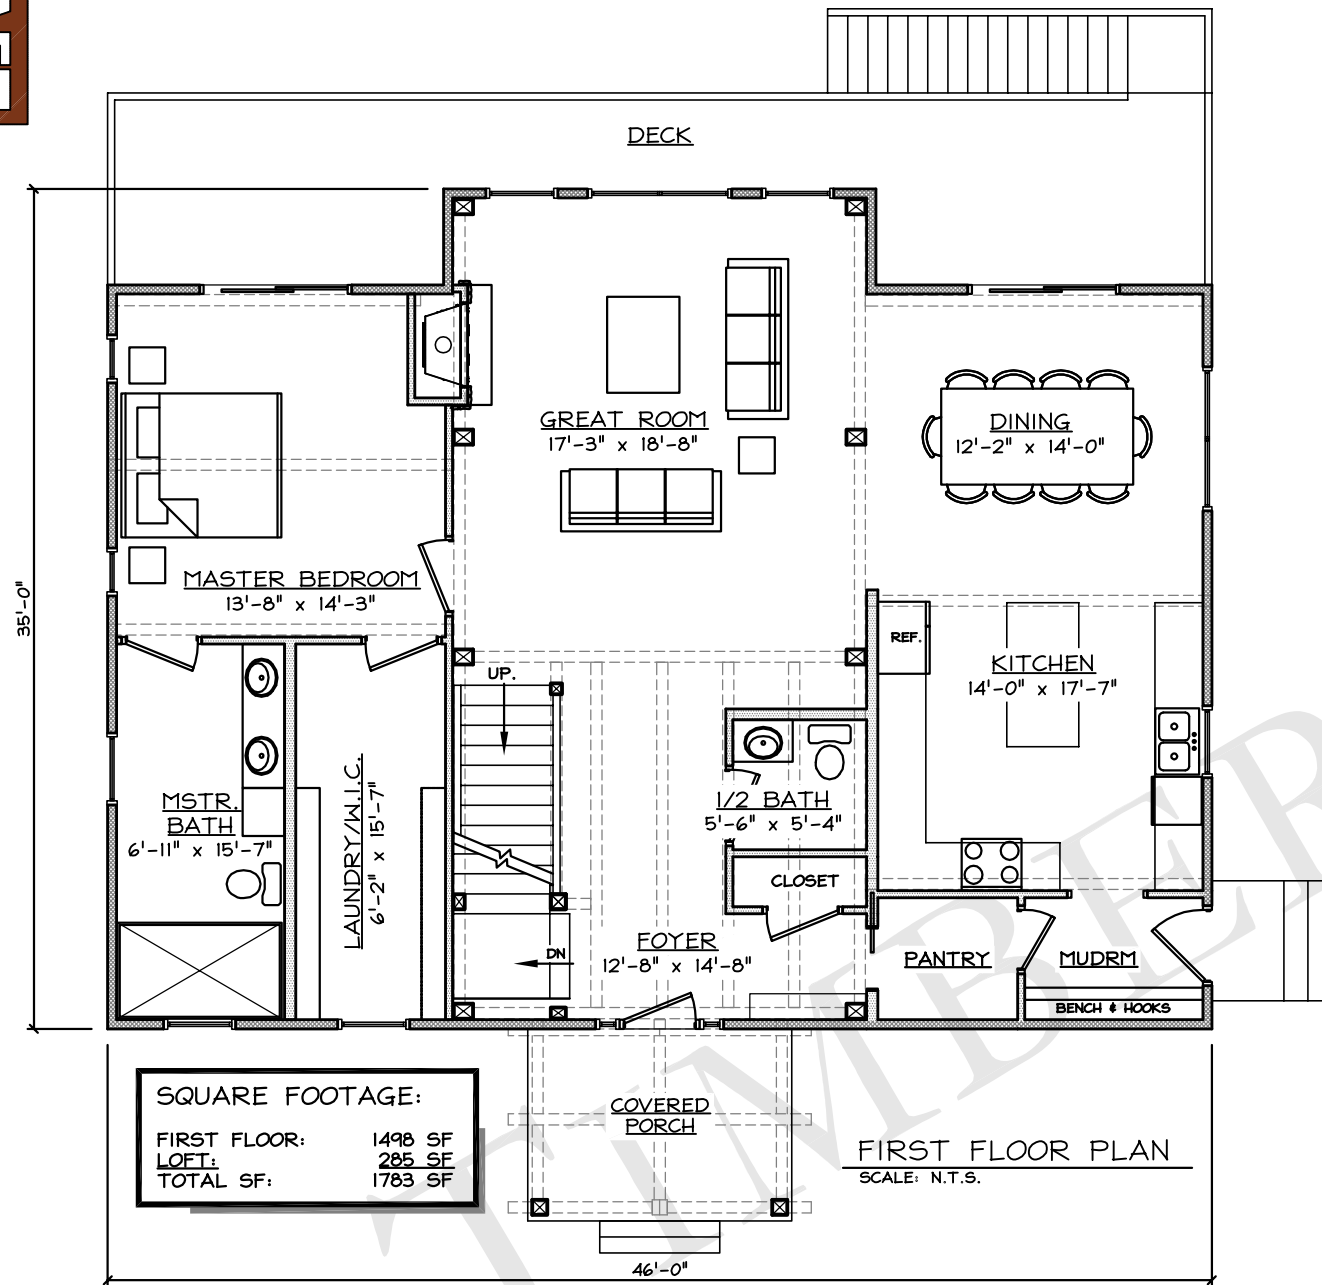 DECK
GREAT ROOM
17'-3" x 18'-8"
DINING
12'-2" x 14'-0"
MASTER BEDROOM
13'-8" x 14'-3"
35'-0"
REF.
KITCHEN
14'-0" x 17'-7"
UP.
MSTR.
BATH
6'-11" x 15'-7"
LAUNDRY/W.I.C.
6'-2" x 15'-7"
1/2 BATH
5'-6" x 5'-4"
CLOSET
FOYER
12'-8" x 14'-8"
DN
PANTRY
MUDRM
BENCH & HOOKS
COVERED
PORCH
SQUARE FOOTAGE:
FIRST FLOOR: 1498 SF
LOFT: 285 SF
TOTAL SF: 1783 SF
FIRST FLOOR PLAN
SCALE: N.T.S.
46'-0"
TIMBER